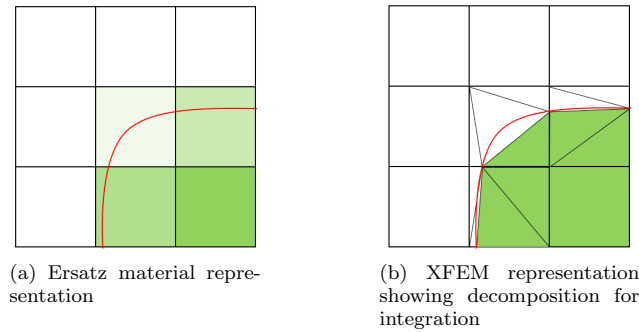 (a) Ersatz material repre-
sentation
(b) XFEM representation
showing decomposition for
integration